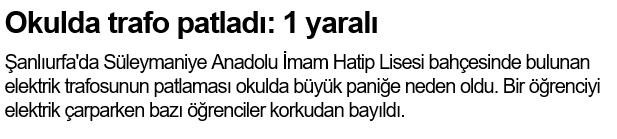 Okulda trafo patladı: 1 yaralı
Şanlıurfa'da Süleymaniye Anadolu İmam Hatip Lisesi bahçesinde bulunan
elektrik trafosunun patlaması okulda büyük paniğe neden oldu. Bir öğrenciyi
elektrik çarparken bazı öğrenciler korkudan bayıldı.